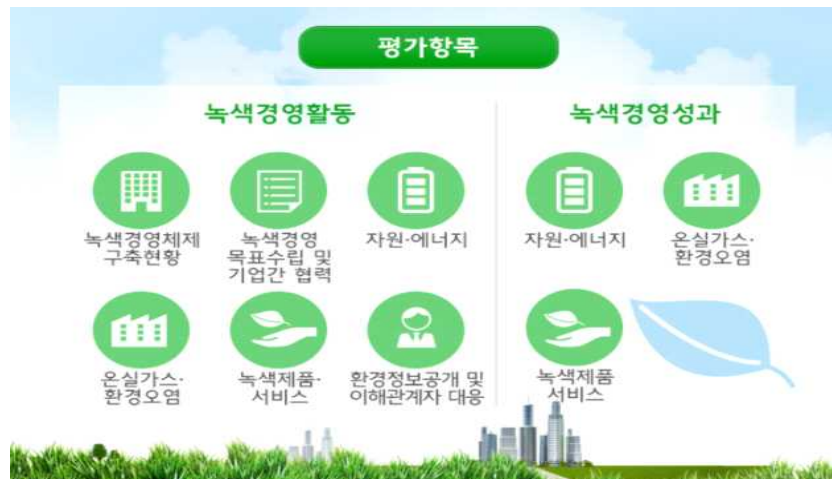 평가항목
녹색경영활동
녹색경영체제
구축현황
녹색경영
목표수립 및
기업간 협력
자원·에너지
온실가스·
환경오염
녹색제품·
서비스
환경정보공개 및
이해관계자 대응
녹색경영성과
자원·에너지
온실가스·
환경오염
녹색제품
서비스